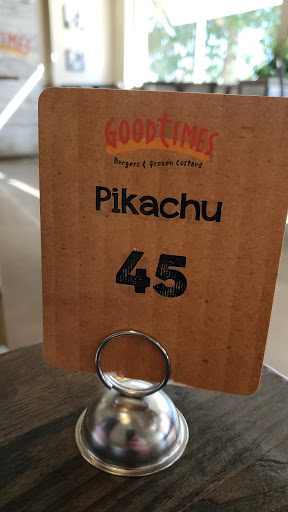 GOODTIMES
Burgers & Frozen Custard
Pikachu
45